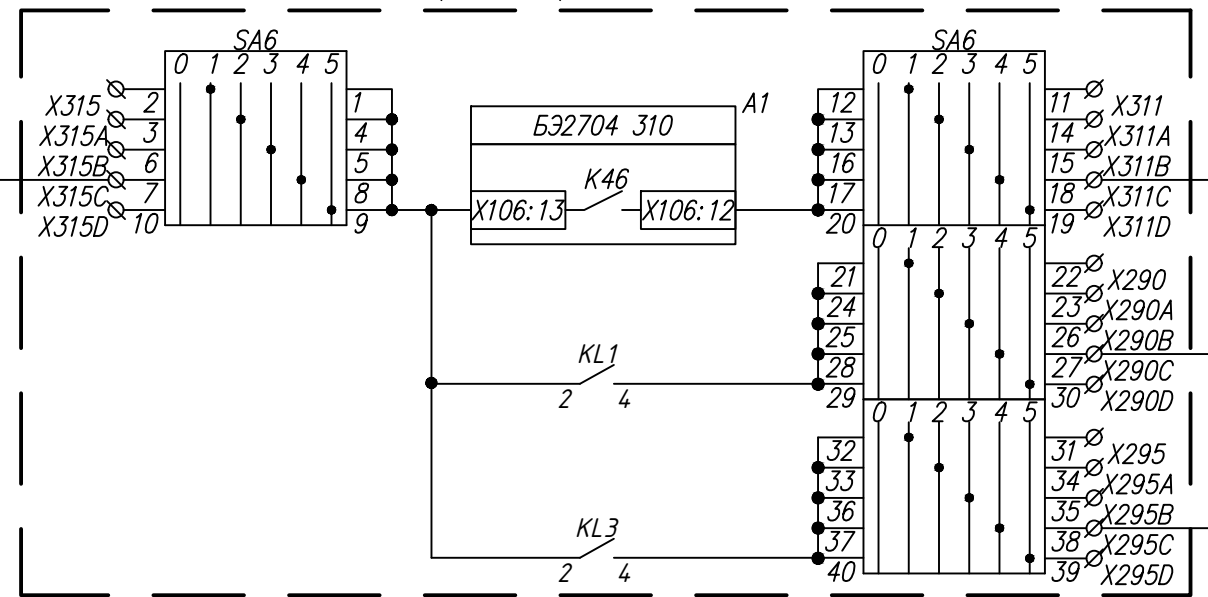 SA6
0 1 2 3 4 5
X315 2 1
X315A 3 4
X315B 6 5
X315C 7 8
X315D 10 9
A1
БЭ2704 310
K46
X106:13 X106:12
SA6
0 1 2 3 4 5
12 11 X311
13 14 X311A
16 15 X311B
17 18 X311C
20 19 X311D
0 1 2 3 4 5
21 22 X290
24 23 X290A
25 26 X290B
28 27 X290C
29 30 X290D
KL1
2 4
0 1 2 3 4 5
32 31 X295
33 34 X295A
36 35 X295B
37 38 X295C
40 39 X295D
KL3
2 4